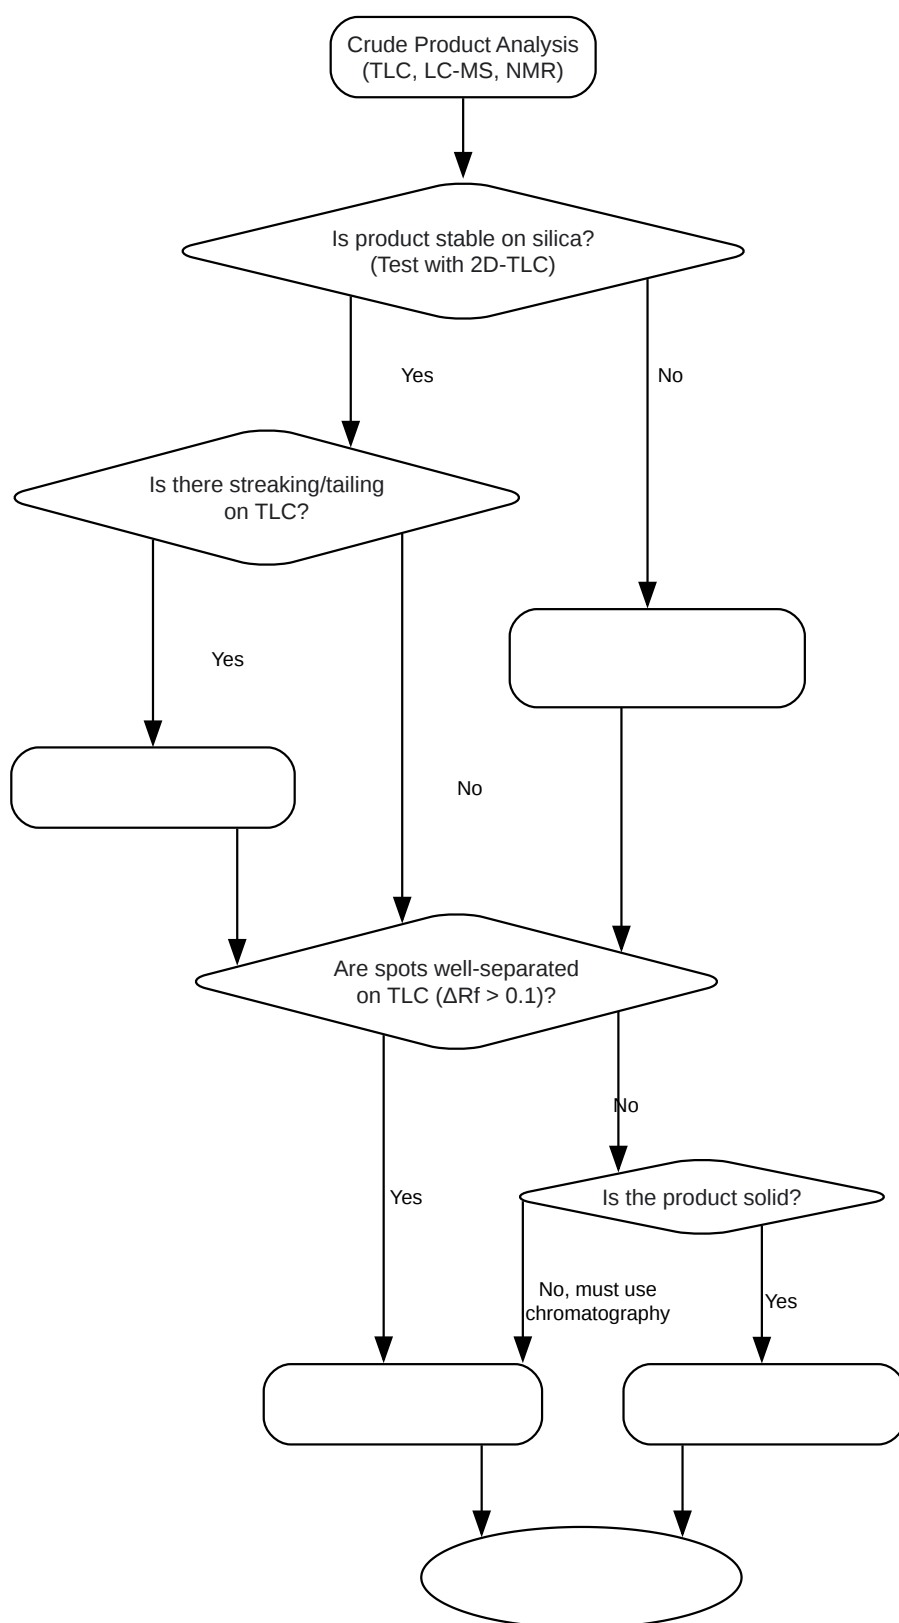 Crude Product Analysis
(TLC, LC-MS, NMR)
Is product stable on silica?
(Test with 2D-TLC)
Yes
No
Is there streaking/tailing
on TLC?
Yes
No
Are spots well-separated
on TLC (ΔRf > 0.1)?
No
Yes
Is the product solid?
No, must use
chromatography
Yes